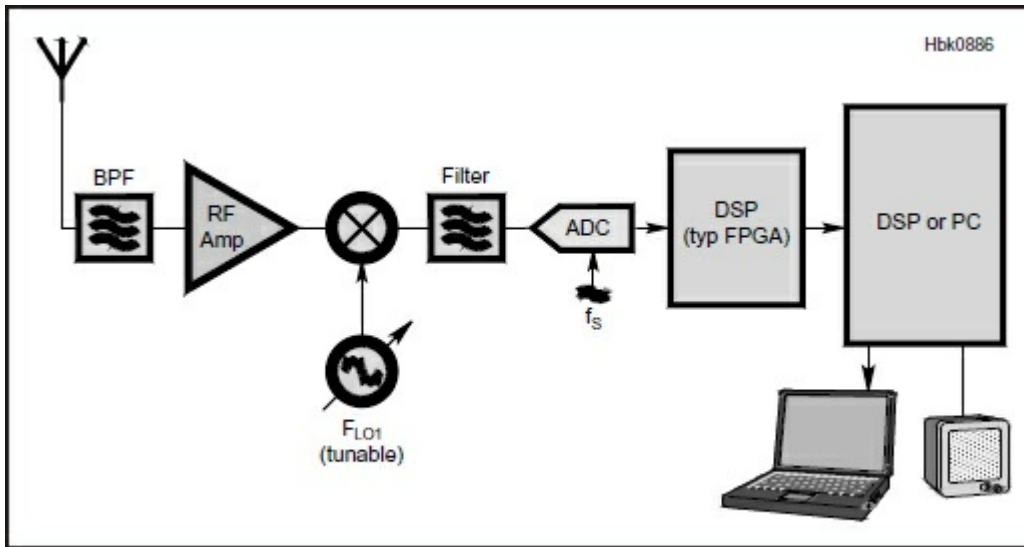 Hbk0886
BPF
RF
Amp
Filter
ADC
fS
DSP
(typ FPGA)
DSP or PC
FLO1
(tunable)